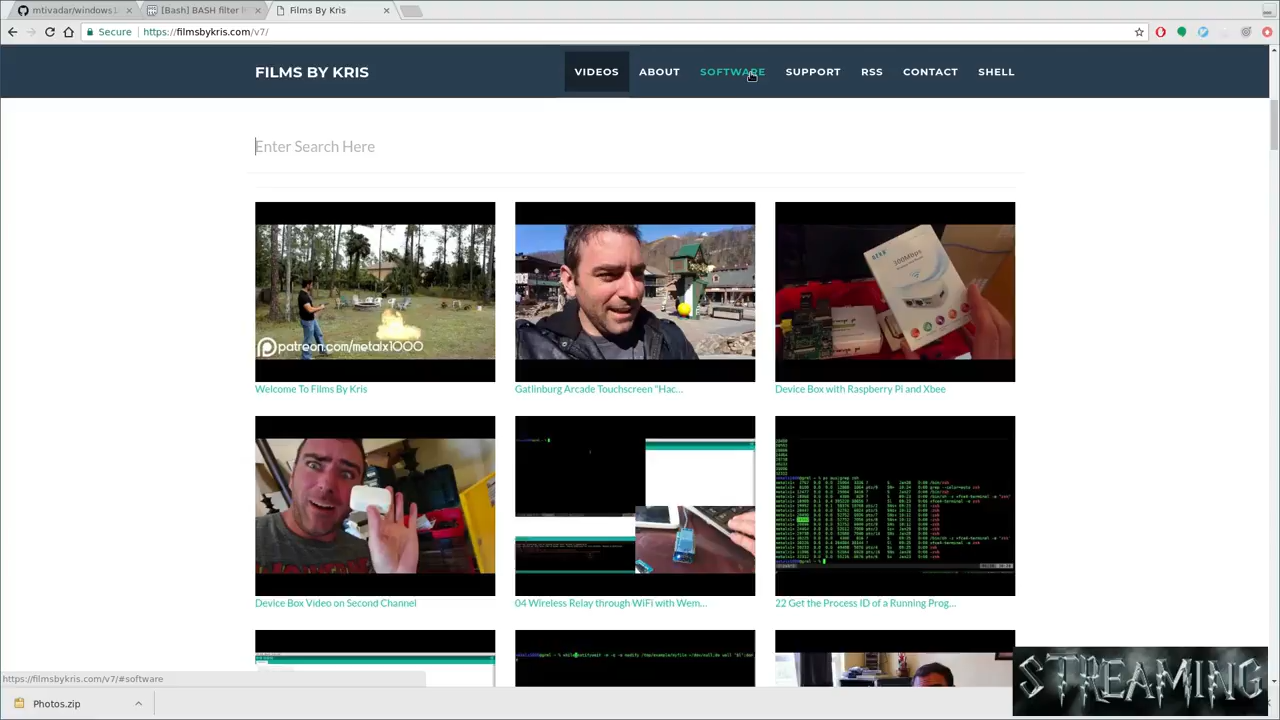 mtivadar/windows1
[Bash] BASH filter I
Films By Kris
Secure
https://filmsbykris.com/v7/
FILMS BY KRIS
VIDEOS
ABOUT
SOFTWARE
SUPPORT
RSS
CONTACT
SHELL
Enter Search Here
300Mbps
patreon.com/metalx1000
Welcome To Films By Kris
Gatlinburg Arcade Touchscreen "Hac...
Device Box with Raspberry Pi and Xbee
Device Box Video on Second Channel
04 Wireless Relay through WiFi with Wem...
22 Get the Process ID of a Running Prog...
https://filmsbykris.com/v7/#software
Photos.zip
STREAMING